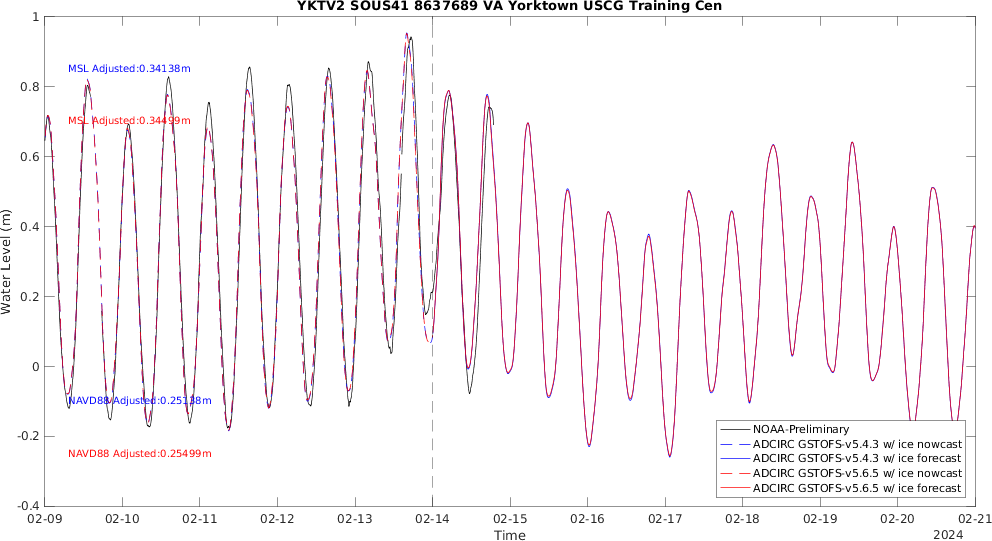 YKTV2 SOUS41 8637689 VA Yorktown USCG Training Cen
1
0.8
0.6
0.4
0.2
0
-0.2
-0.4
Water Level (m)
MSL Adjusted:0.34138m
MSL Adjusted:0.34499m
NAVD88 Adjusted:0.25138m
NAVD88 Adjusted:0.25499m
NOAA-Preliminary
ADCIRC GSTOFS-v5.4.3 w/ ice nowcast
ADCIRC GSTOFS-v5.4.3 w/ ice forecast
ADCIRC GSTOFS-v5.6.5 w/ ice nowcast
ADCIRC GSTOFS-v5.6.5 w/ ice forecast
02-09 02-10 02-11 02-12 02-13 02-14 02-15 02-16 02-17 02-18 02-19 02-20 02-21
Time
2024